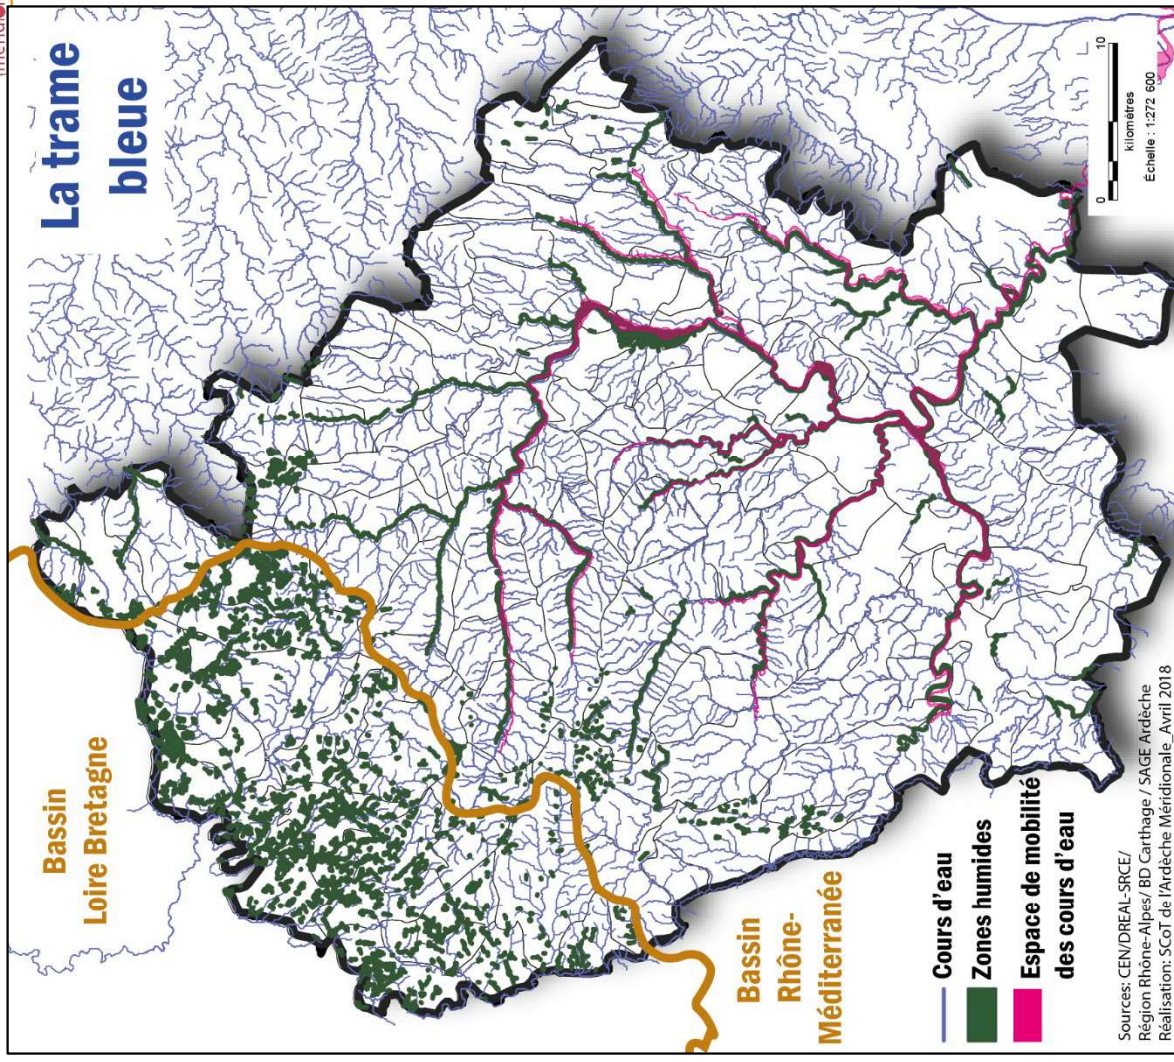 La trame
bleue
Bassin
Loire Bretagne
Bassin
Rhône-
Méditerranée
Cours d'eau
Zones humides
Espace de mobilité
des cours d'eau
Sources: CEN/DREAL-SRCE/
Région Rhône-Alpes/ BD Carthage / SAGE Ardèche
Réalisation: SCoT de l'Ardèche Méridionale_Avril 2018
0 10
kilomètres
Échelle : 1:272 600